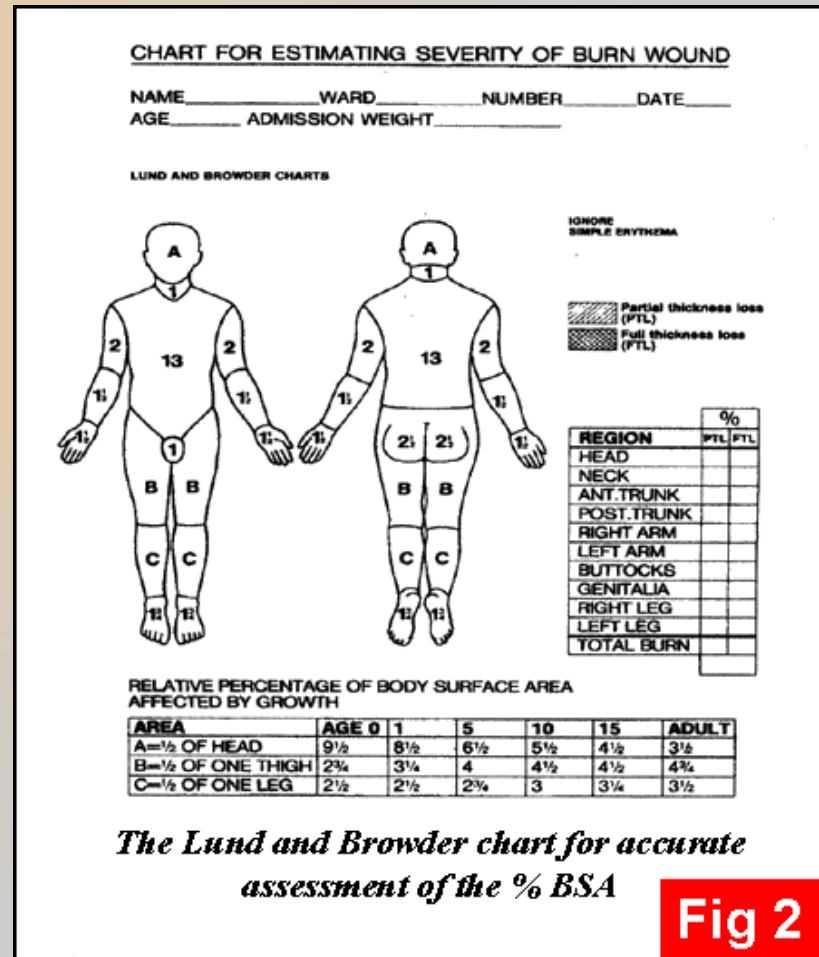 CHART FOR ESTIMATING SEVERITY OF BURN WOUND
NAME WARD NUMBER DATE
AGE ADMISSION WEIGHT
LUND AND BROWDER CHARTS
IGNORE
SIMPLE ERYTHEMA
A
1
2 13 2
1½ 1½
1½ 1½
1
B B
C C
1¾ 1¾
A
1
2 13 2
1½ 1½
1½ 1½
2½ 2½
B B
C C
1¾ 1¾
Partial thickness loss
(PTL)
Full thickness loss
(FTL)
%
REGION PTL FTL
HEAD
NECK
ANT.TRUNK
POST.TRUNK
RIGHT ARM
LEFT ARM
BUTTOCKS
GENITALIA
RIGHT LEG
LEFT LEG
TOTAL BURN
RELATIVE PERCENTAGE OF BODY SURFACE AREA
AFFECTED BY GROWTH
AREA AGE 0 1 5 10 15 ADULT
A=½ OF HEAD 9½ 8½ 6½ 5½ 4½ 3½
B=½ OF ONE THIGH 2¾ 3¼ 4 4½ 4½ 4¾
C=½ OF ONE LEG 2½ 2½ 2¾ 3 3¼ 3½
The Lund and Browder chart for accurate
assessment of the % BSA
Fig 2